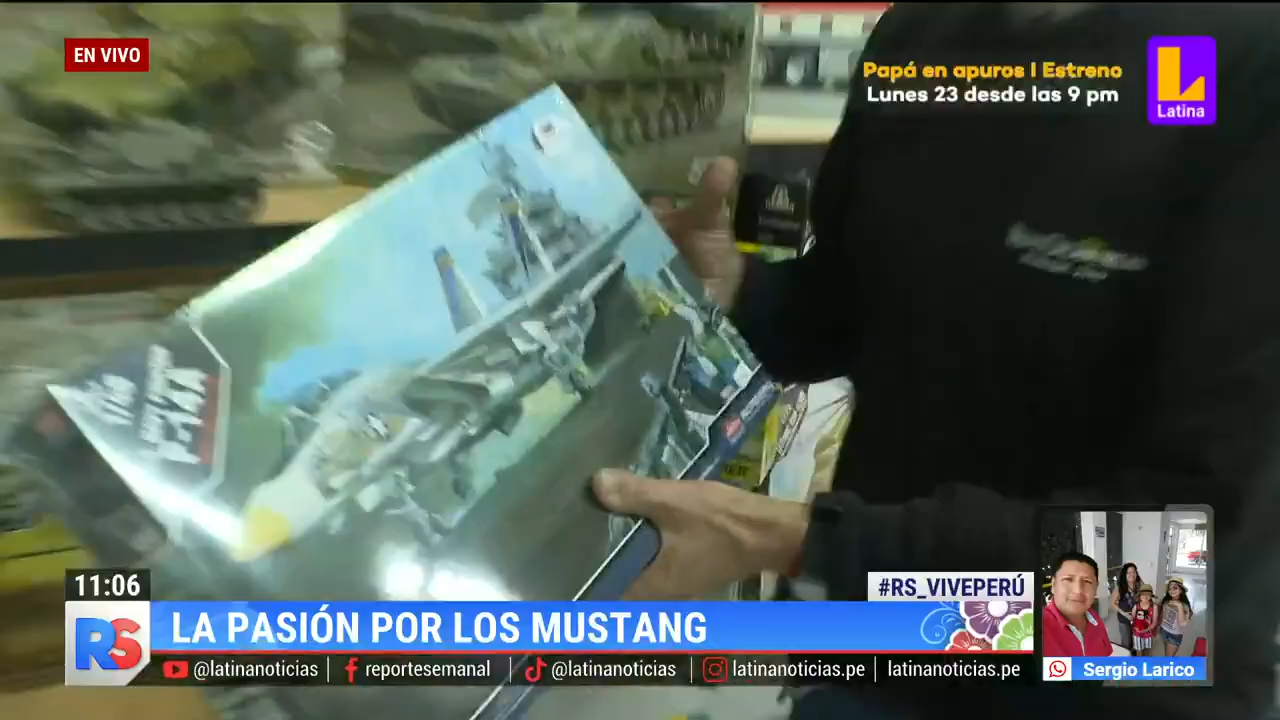 EN VIVO
Papá en apuros | Estreno
Lunes 23 desde las 9 pm
Latina
F-14A
11:06
#RS_VIVEPERÚ
RS
LA PASIÓN POR LOS MUSTANG
@latinanoticias
reportesemanal
@latinanoticias
latinanoticias.pe
latinanoticias.pe
Sergio Larico